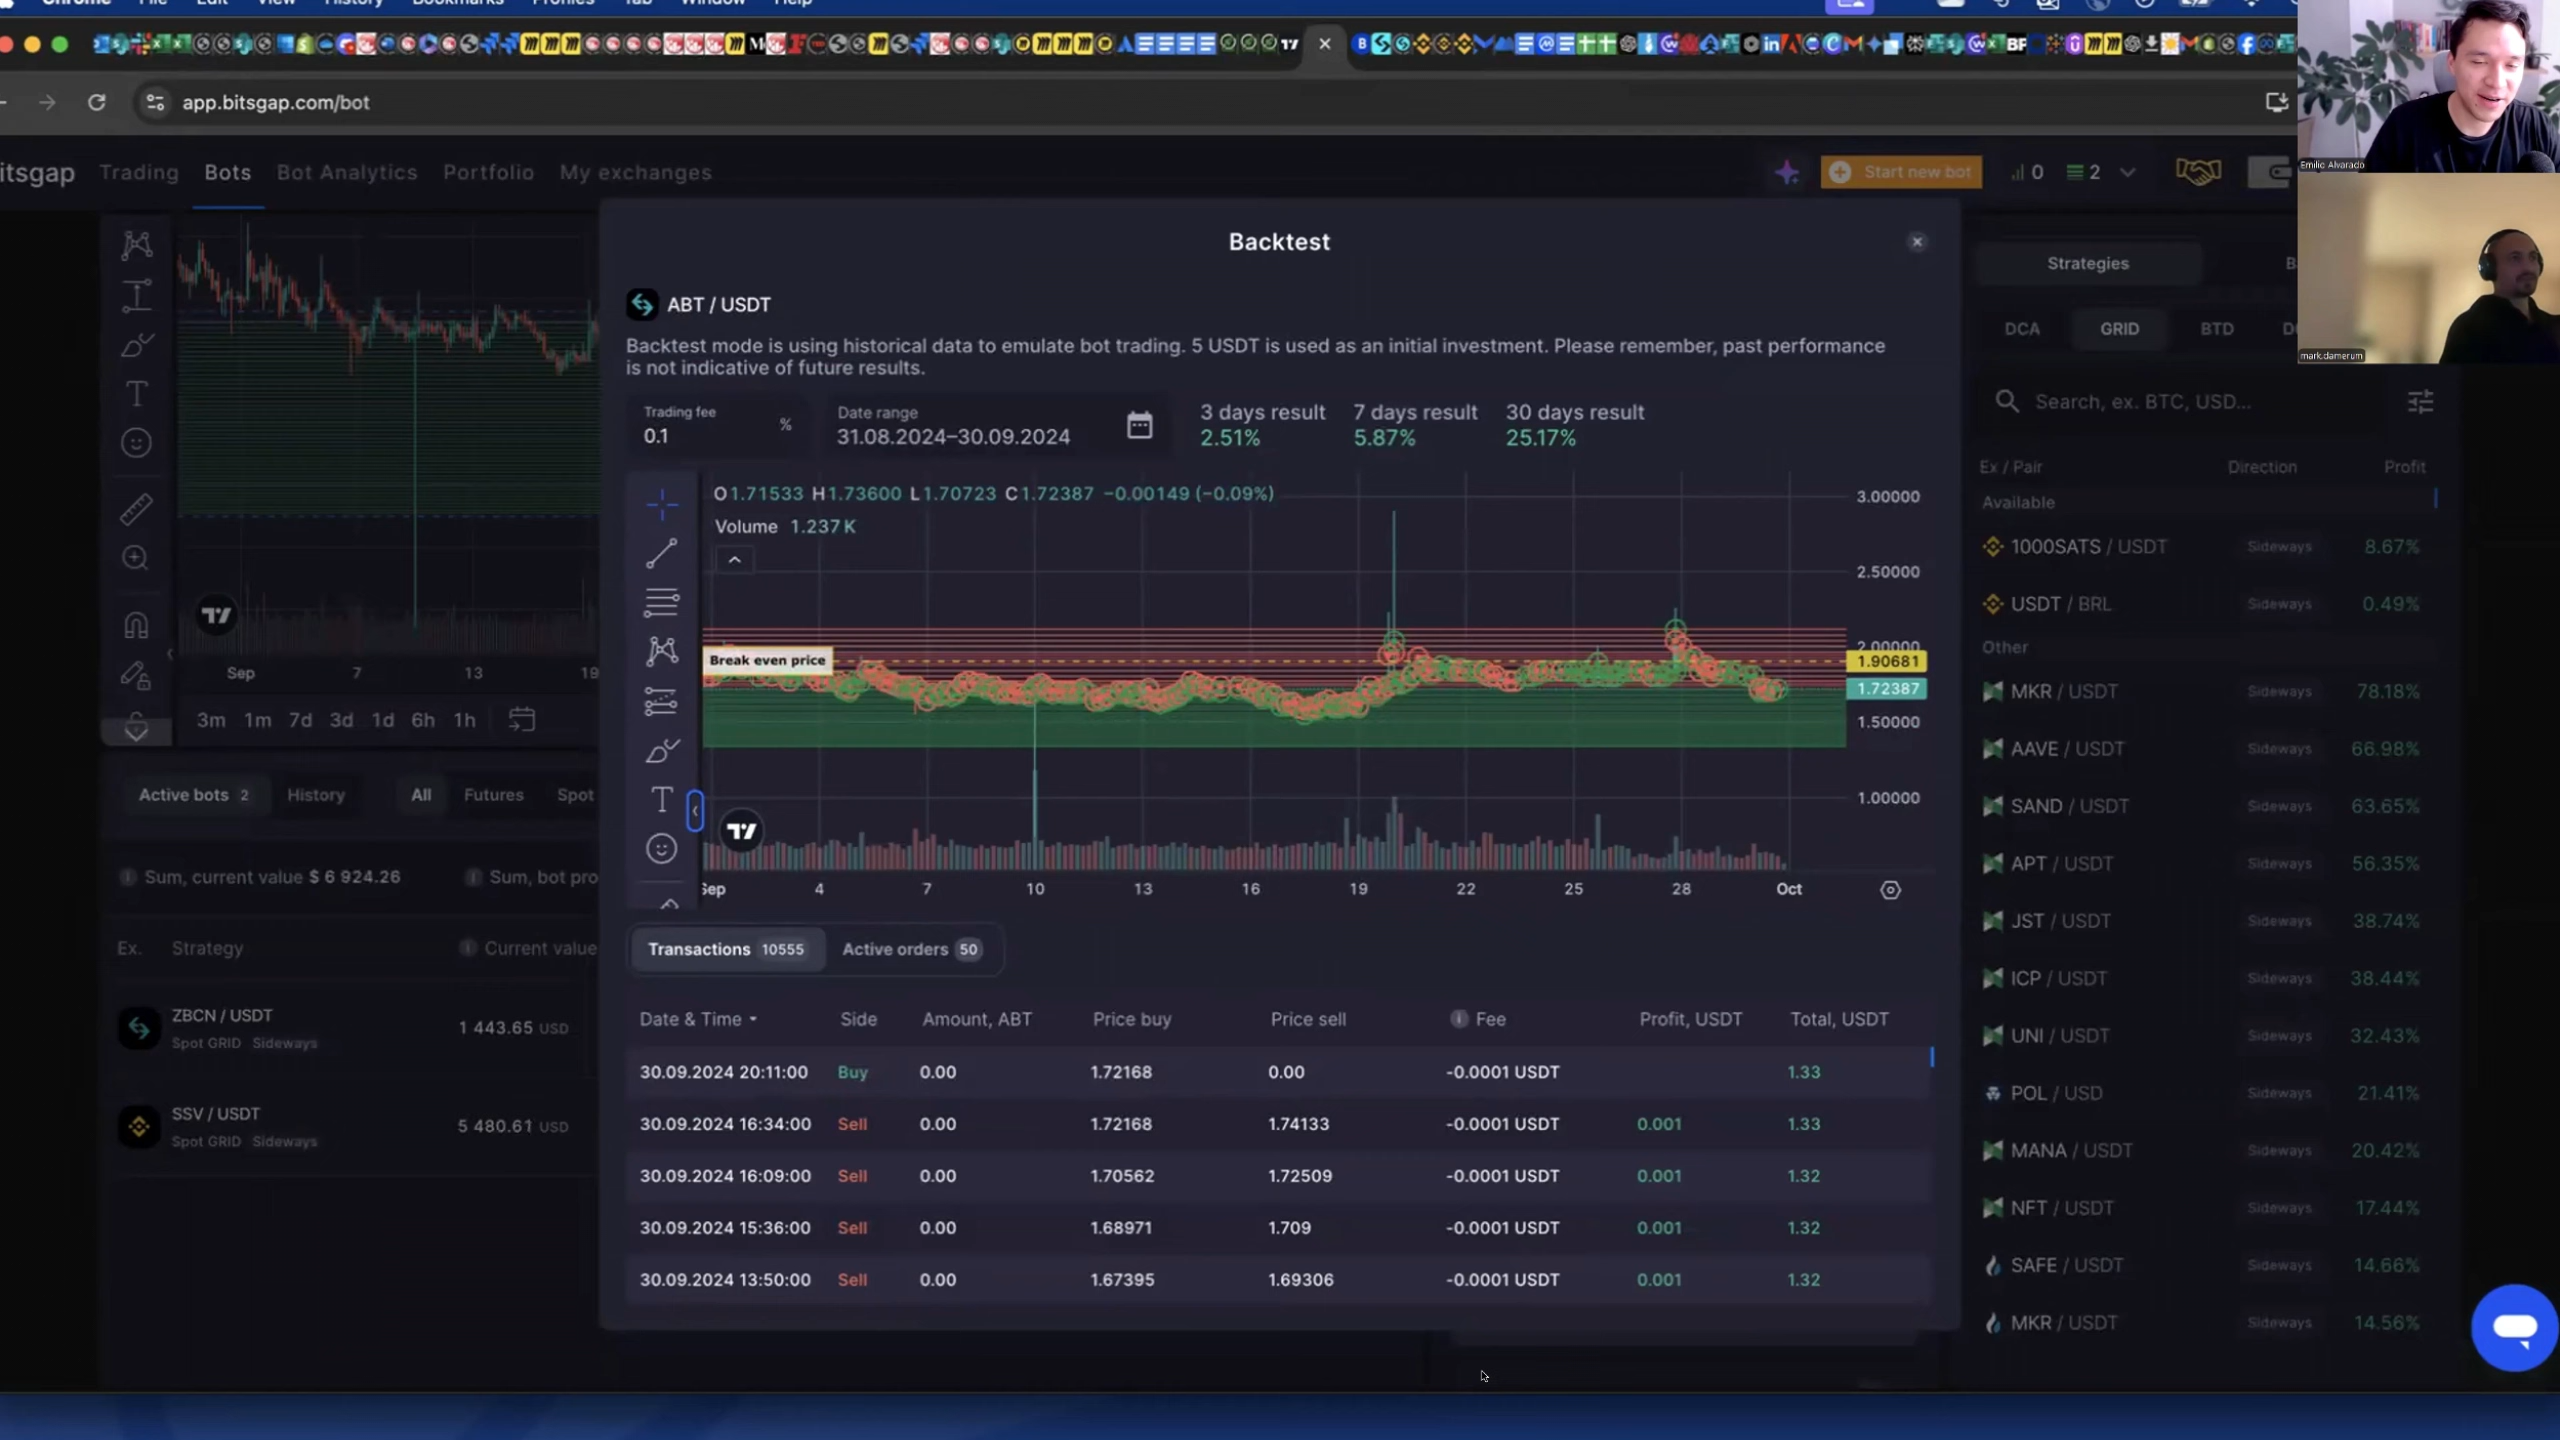 Chrome File Edit View History Bookmarks Profiles Tab Window Help
app.bitsgap.com/bot
itsgap Trading Bots Bot Analytics Portfolio My exchanges
Start new bot 0 2
Emilio Alvarado
mark.damerum
Backtest
ABT / USDT
Backtest mode is using historical data to emulate bot trading. 5 USDT is used as an initial investment. Please remember, past performance
is not indicative of future results.
Trading fee
0.1 %
Date range
31.08.2024–30.09.2024
3 days result 7 days result 30 days result
2.51% 5.87% 25.17%
O1.71533 H1.73600 L1.70723 C1.72387 −0.00149 (−0.09%)
Volume 1.237 K
3.00000
2.50000
2.00000
Break even price
1.90681
1.72387
1.50000
1.00000
Sep 4 7 10 13 16 19 22 25 28 Oct
Transactions 10555 Active orders 50
Date & Time Side Amount, ABT Price buy Price sell Fee Profit, USDT Total, USDT
30.09.2024 20:11:00 Buy 0.00 1.72168 0.00 -0.0001 USDT 1.33
30.09.2024 16:34:00 Sell 0.00 1.72168 1.74133 -0.0001 USDT 0.001 1.33
30.09.2024 16:09:00 Sell 0.00 1.70562 1.72509 -0.0001 USDT 0.001 1.32
30.09.2024 15:36:00 Sell 0.00 1.68971 1.709 -0.0001 USDT 0.001 1.32
30.09.2024 13:50:00 Sell 0.00 1.67395 1.69306 -0.0001 USDT 0.001 1.32
Sep 7 13 19
3m 1m 7d 3d 1d 6h 1h
Active bots 2 History All Futures Spot
Sum, current value $ 6 924.26 Sum, bot pro
Ex. Strategy Current value
ZBCN / USDT
Spot GRID Sideways
1 443.65 USD
SSV / USDT
Spot GRID Sideways
5 480.61 USD
Strategies B
DCA GRID BTD
Search, ex. BTC, USD...
Ex / Pair Direction Profit
Available
1000SATS / USDT Sideways 8.67%
USDT / BRL Sideways 0.49%
Other
MKR / USDT Sideways 78.18%
AAVE / USDT Sideways 66.98%
SAND / USDT Sideways 63.65%
APT / USDT Sideways 56.35%
JST / USDT Sideways 38.74%
ICP / USDT Sideways 38.44%
UNI / USDT Sideways 32.43%
POL / USD Sideways 21.41%
MANA / USDT Sideways 20.42%
NFT / USDT Sideways 17.44%
SAFE / USDT Sideways 14.66%
MKR / USDT Sideways 14.56%